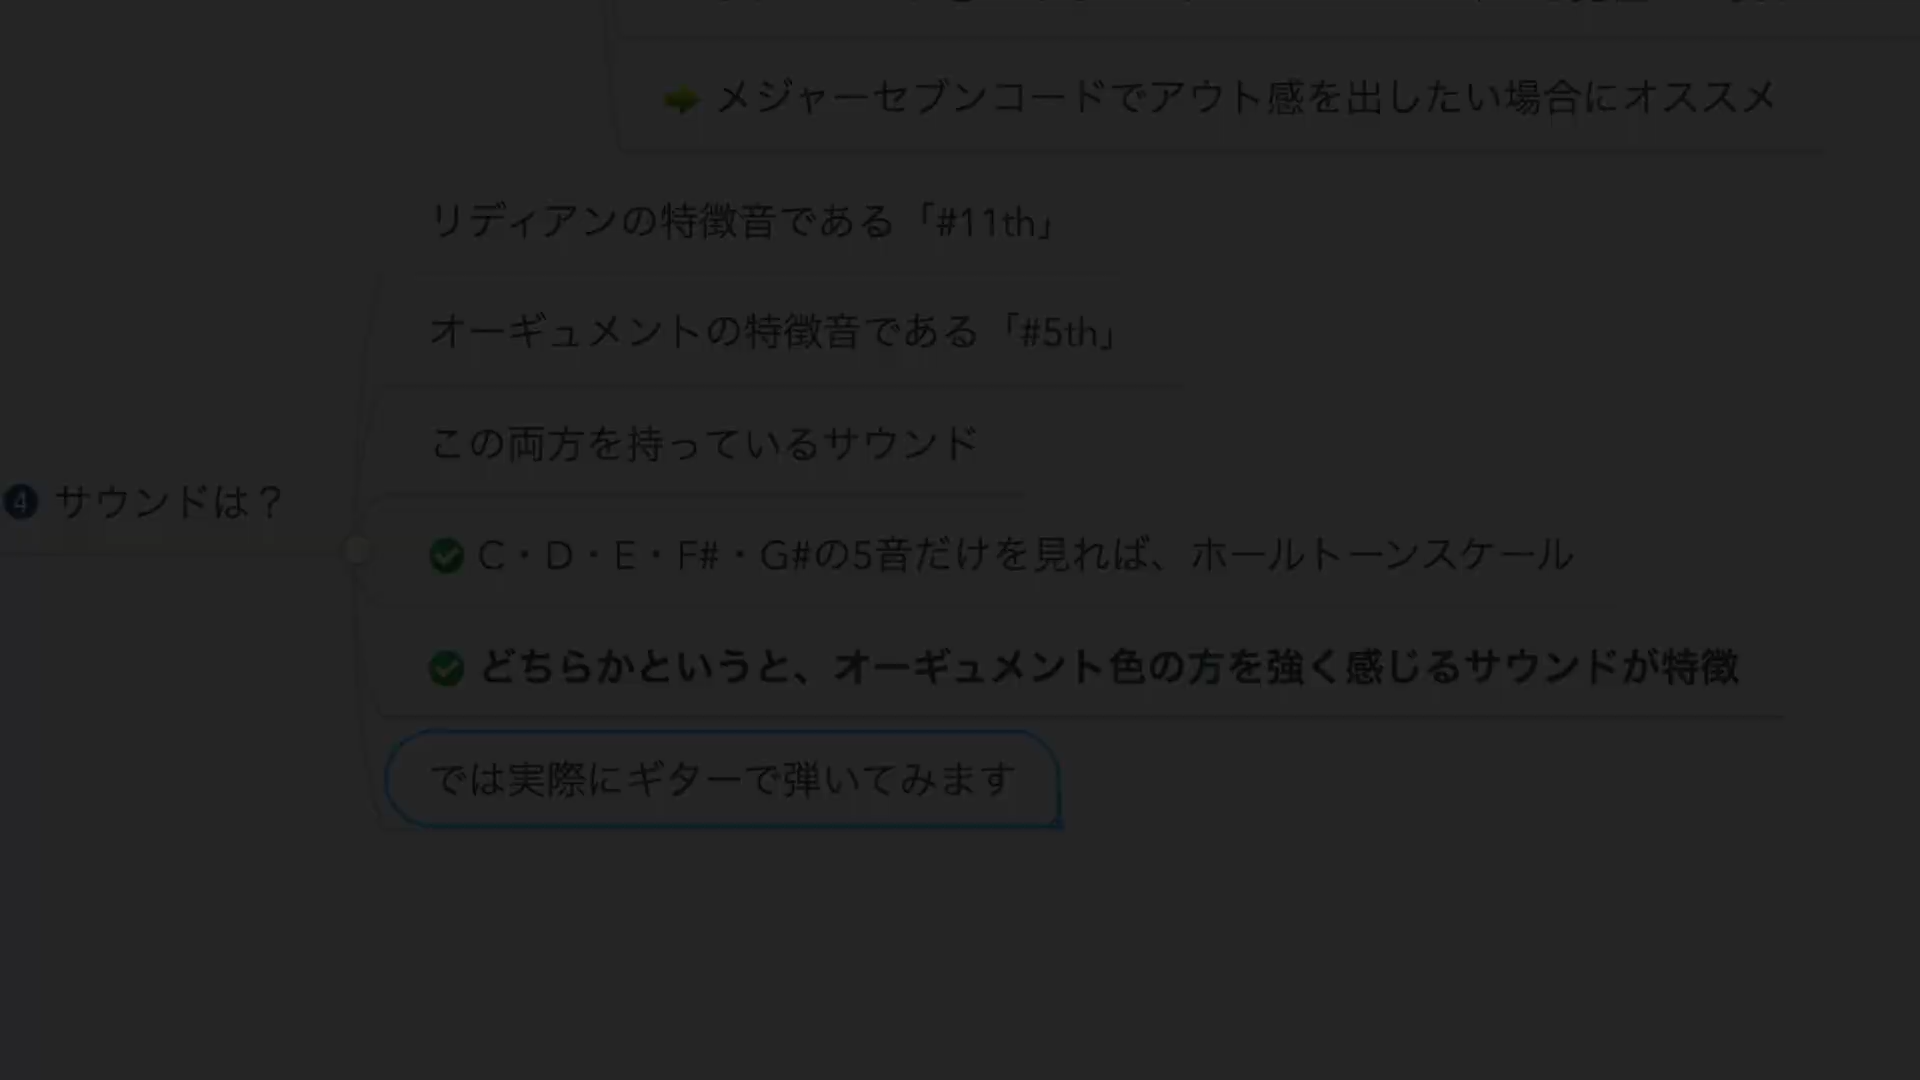 メジャーセブンコードでアウト感を出したい場合にオススメ
リディアンの特徴音である「#11th」
オーギュメントの特徴音である「#5th」
この両方を持っているサウンド
4 サウンドは？
C・D・E・F#・G#の5音だけを見れば、ホールトーンスケール
どちらかというと、オーギュメント色の方を強く感じるサウンドが特徴
では実際にギターで弾いてみます